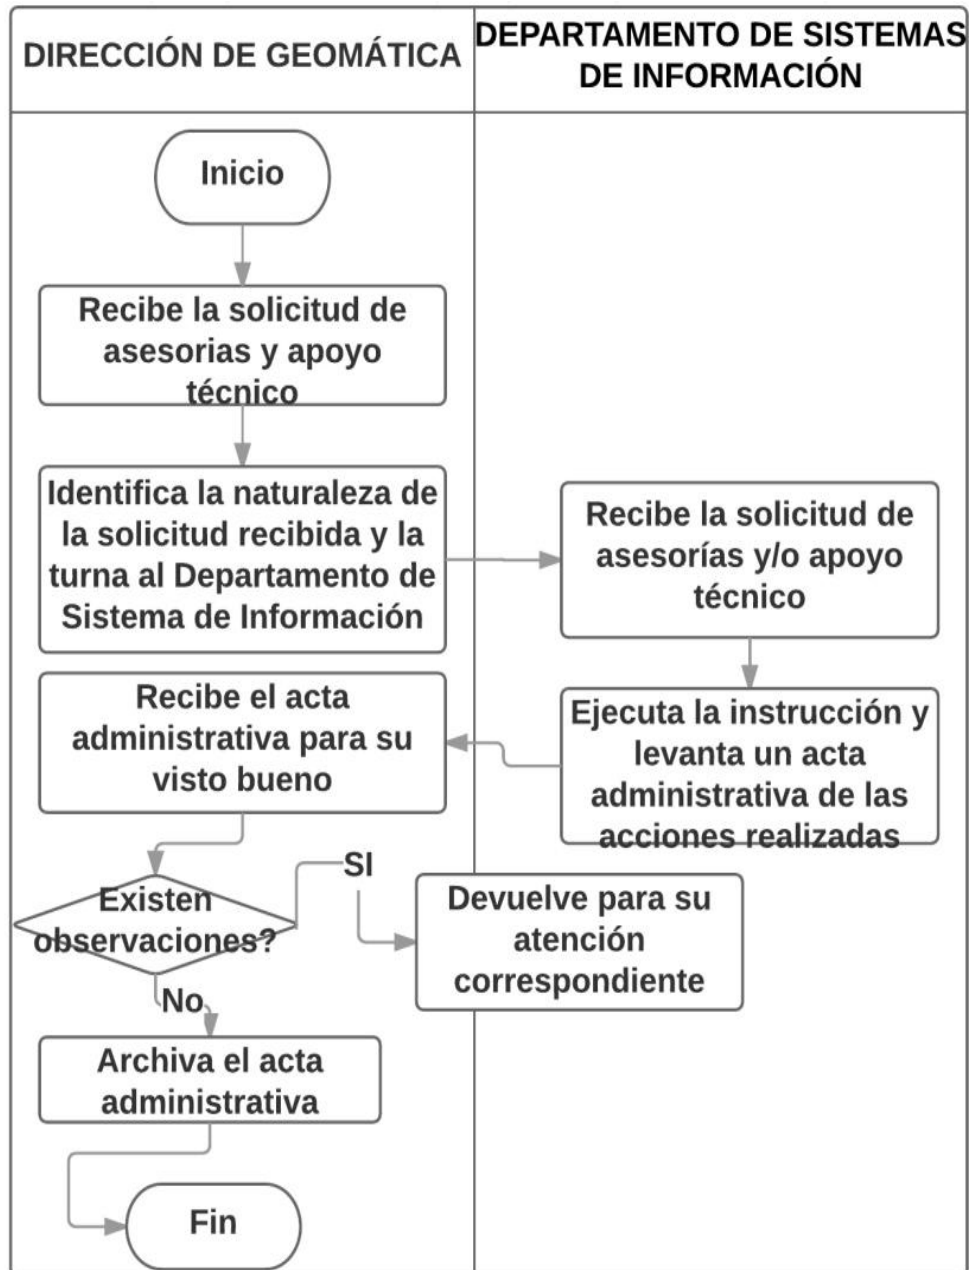 DIRECCIÓN DE GEOMÁTICA
DEPARTAMENTO DE SISTEMAS
DE INFORMACIÓN
Inicio
Recibe la solicitud de
asesorias y apoyo
técnico
Identifica la naturaleza de
la solicitud recibida y la
turna al Departamento de
Sistema de Información
Recibe la solicitud de
asesorías y/o apoyo
técnico
Ejecuta la instrucción y
levanta un acta
administrativa de las
acciones realizadas
Recibe el acta
administrativa para su
visto bueno
Existen
observaciones?
SI
Devuelve para su
atención
correspondiente
No
Archiva el acta
administrativa
Fin